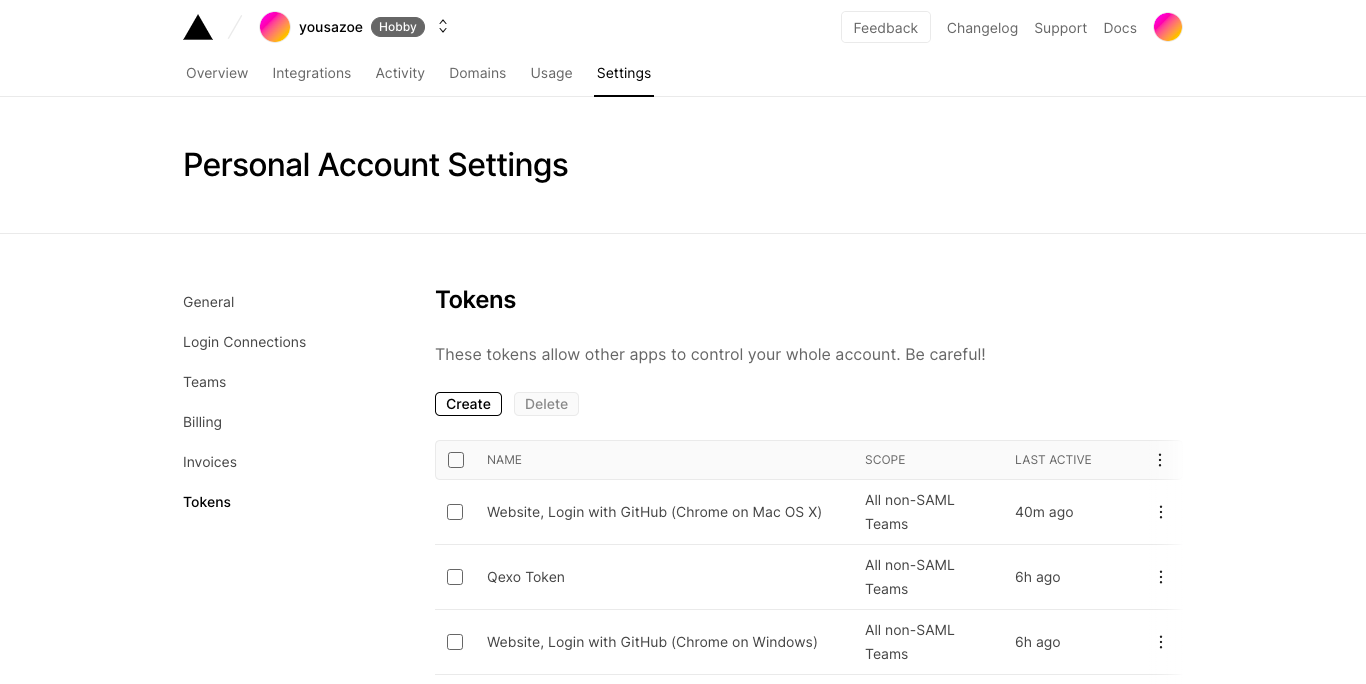 yousazoe Hobby Feedback Changelog Support Docs
Overview Integrations Activity Domains Usage Settings
Personal Account Settings
General
Login Connections
Teams
Billing
Invoices
Tokens
Tokens
These tokens allow other apps to control your whole account. Be careful!
Create Delete
NAME SCOPE LAST ACTIVE
Website, Login with GitHub (Chrome on Mac OS X) All non-SAML Teams 40m ago
Qexo Token All non-SAML Teams 6h ago
Website, Login with GitHub (Chrome on Windows) All non-SAML Teams 6h ago